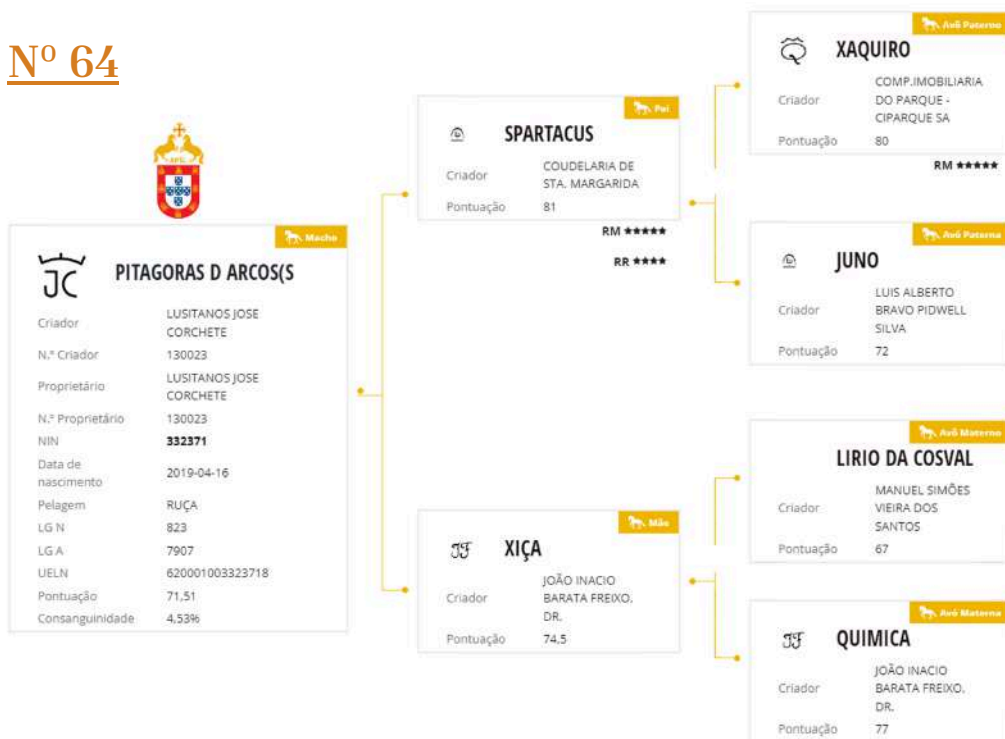 Nº 64
APSL
Macho
JC
PITAGORAS D ARCOS(S
Criador
LUSITANOS JOSE
CORCHETE
N.º Criador
130023
Proprietário
LUSITANOS JOSE
CORCHETE
N.º Proprietário
130023
NIN
332371
Data de
nascimento
2019-04-16
Pelagem
RUÇA
LG N
823
LG A
7907
UELN
620001003323718
Pontuação
71,51
Consanguinidade
4,53%
Pai
SPARTACUS
Criador
COUDELARIA DE
STA. MARGARIDA
Pontuação
81
RM ★★★★★
RR ★★★★
Mãe
JF
XIÇA
Criador
JOÃO INACIO
BARATA FREIXO.
DR.
Pontuação
74,5
Avô Paterno
XAQUIRO
Criador
COMP.IMOBILIARIA
DO PARQUE -
CIPARQUE SA
Pontuação
80
RM ★★★★★
Avó Paterna
JUNO
Criador
LUIS ALBERTO
BRAVO PIDWELL
SILVA
Pontuação
72
Avô Materno
LIRIO DA COSVAL
Criador
MANUEL SIMÕES
VIEIRA DOS
SANTOS
Pontuação
67
Avó Materna
JF
QUIMICA
Criador
JOÃO INACIO
BARATA FREIXO.
DR.
Pontuação
77